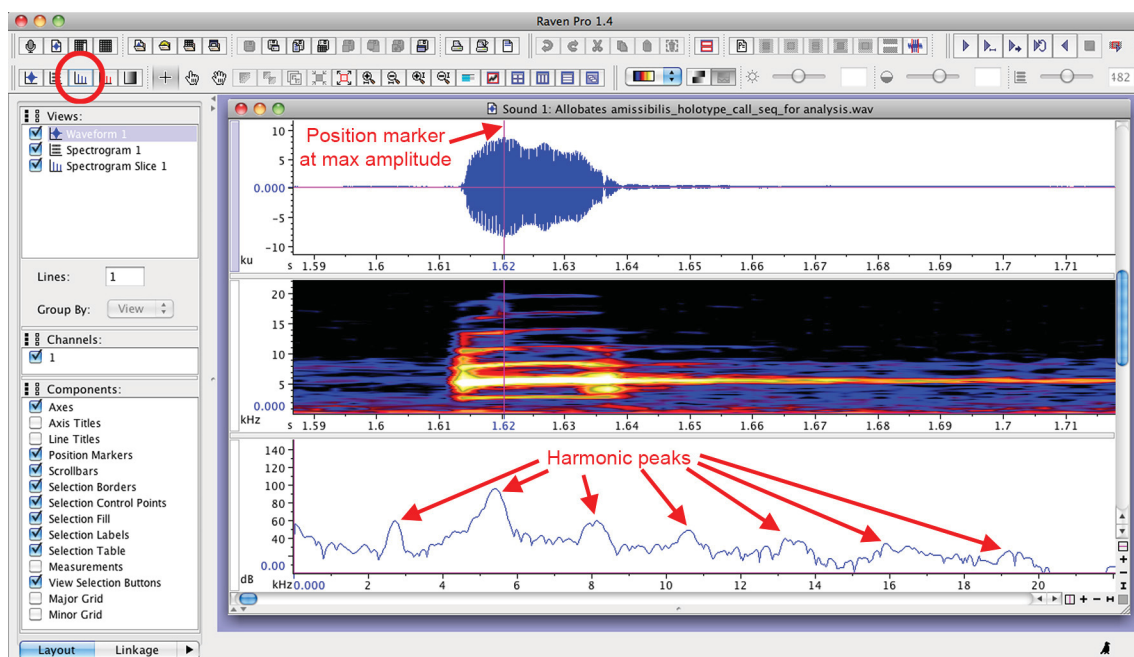 Raven Pro 1.4
182
Views:
Waveform 1
Spectrogram 1
Spectrogram Slice 1
Lines: 1
Group By: View
Channels:
1
Components:
Axes
Axis Titles
Line Titles
Position Markers
Scrollbars
Selection Borders
Selection Control Points
Selection Fill
Selection Labels
Selection Table
Measurements
View Selection Buttons
Major Grid
Minor Grid
Layout Linkage
Sound 1: Allobates amissibilis_holotype_call_seq_for analysis.wav
Position marker
at max amplitude
10
5
0.000
-5
-10
ku
s 1.59 1.6 1.61 1.62 1.63 1.64 1.65 1.66 1.67 1.68 1.69 1.7 1.71
20
15
10
5
0.000
kHz
s 1.59 1.6 1.61 1.62 1.63 1.64 1.65 1.66 1.67 1.68 1.69 1.7 1.71
Harmonic peaks
140
120
100
80
60
40
0.00
dB
kHz 0.000 2 4 6 8 10 12 14 16 18 20